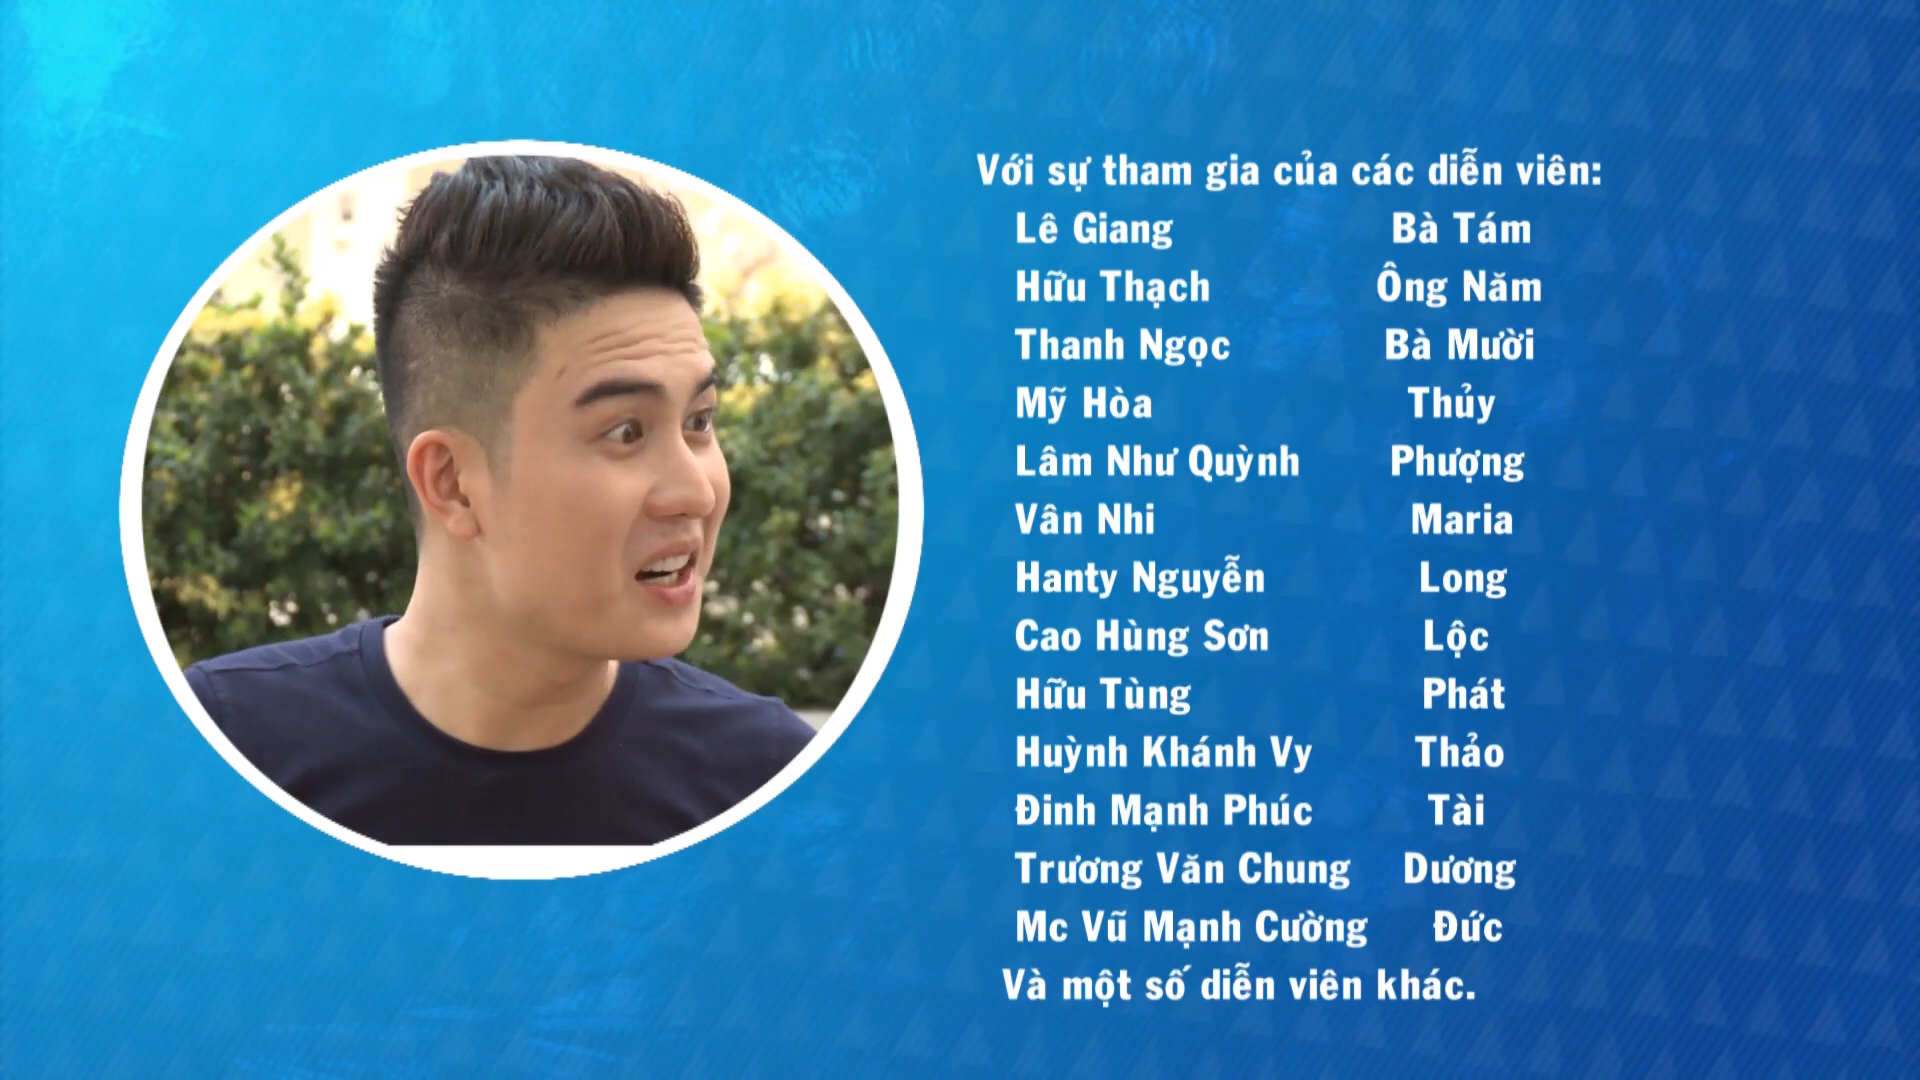 Với sự tham gia của các diễn viên:
Lê Giang Bà Tám
Hữu Thạch Ông Năm
Thanh Ngọc Bà Mười
Mỹ Hòa Thủy
Lâm Như Quỳnh Phượng
Vân Nhi Maria
Hanty Nguyễn Long
Cao Hùng Sơn Lộc
Hữu Tùng Phát
Huỳnh Khánh Vy Thảo
Đinh Mạnh Phúc Tài
Trương Văn Chung Dương
Mc Vũ Mạnh Cường Đức
Và một số diễn viên khác.